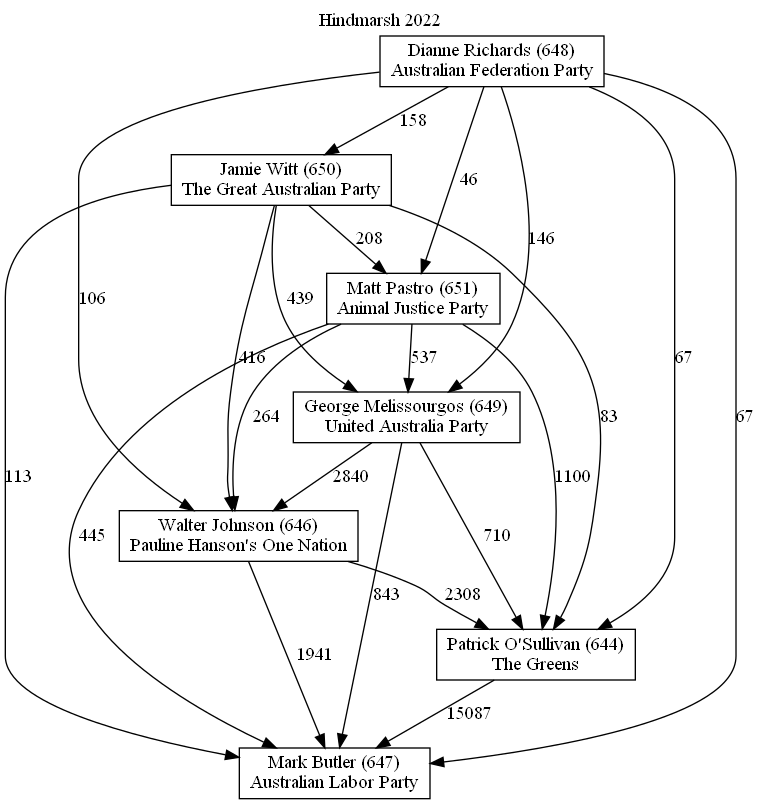 Hindmarsh 2022
Dianne Richards (648)
Australian Federation Party
158
46
Jamie Witt (650)
The Great Australian Party
208
146
439
106
Matt Pastro (651)
Animal Justice Party
416
537
67
264
George Melissourgos (649)
United Australia Party
83
67
113
2840
1100
445
Walter Johnson (646)
Pauline Hanson's One Nation
710
843
2308
1941
Patrick O'Sullivan (644)
The Greens
15087
Mark Butler (647)
Australian Labor Party